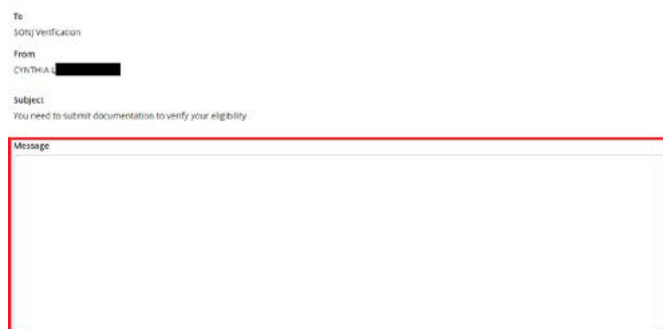 To
SONJ Verification
From
CYNTHIA L
Subject
You need to submit documentation to verify your eligibility
Message